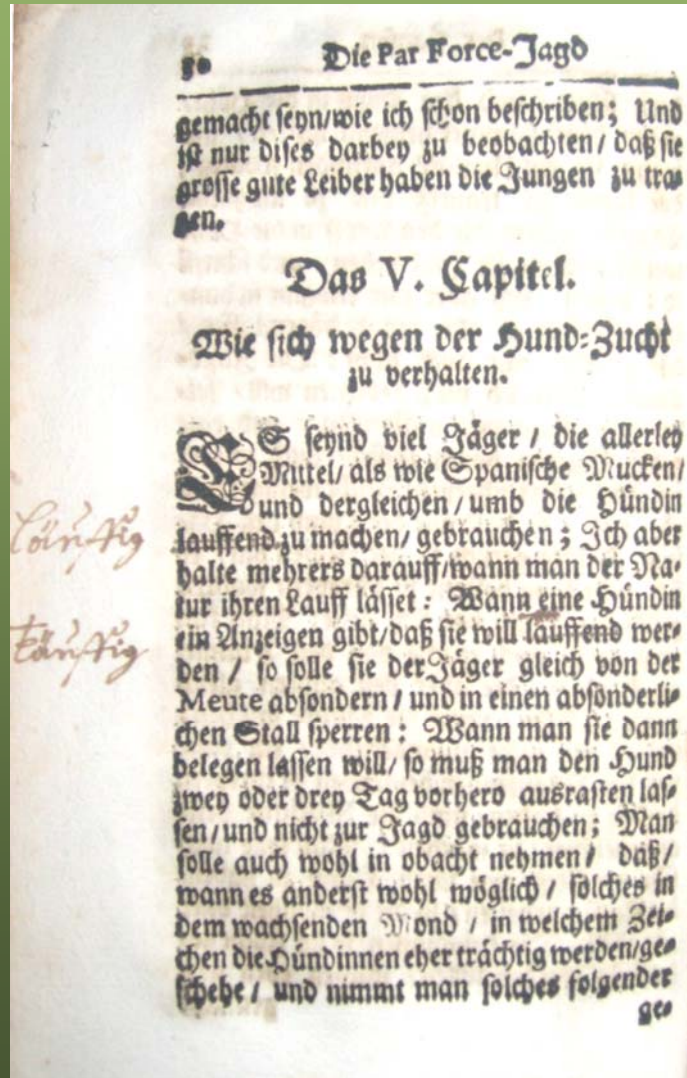 30 Die Par Force-Jagd
gemacht seyn/wie ich schon beschriben; Und
ist nur dises darbey zu beobachten/ daß sie
grosse gute Leiber haben die Jungen zu tra-
gen.
Das V. Capitel.
Wie sich wegen der Hund-Zucht
zu verhalten.
ES seynd viel Jäger / die allerley
Mittel/ als wie Spanische Mucken/
und dergleichen / umb die Hündin
lauffend zu machen/ gebrauchen; Ich aber
läuffig
halte mehrers darauff/wann man der Na-
tur ihren Lauff lässet: Wann eine Hündin
ein Anzeigen gibt/daß sie will lauffend wer-
läuffig
den / so solle sie der Jäger gleich von der
Meute absondern / und in einen absonderli-
chen Stall sperren: Wann man sie dann
belegen lassen will/ so muß man den Hund
zwey oder drey Tag vorhero ausrasten las-
sen / und nicht zur Jagd gebrauchen; Man
solle auch wohl in obacht nehmen / daß/
wann es anderst wohl möglich / solches in
dem wachsenden Mond / in welchem Zei-
chen die Hündinnen eher trächtig werden/ge-
schehe / und nimmt man solches folgender
ge-